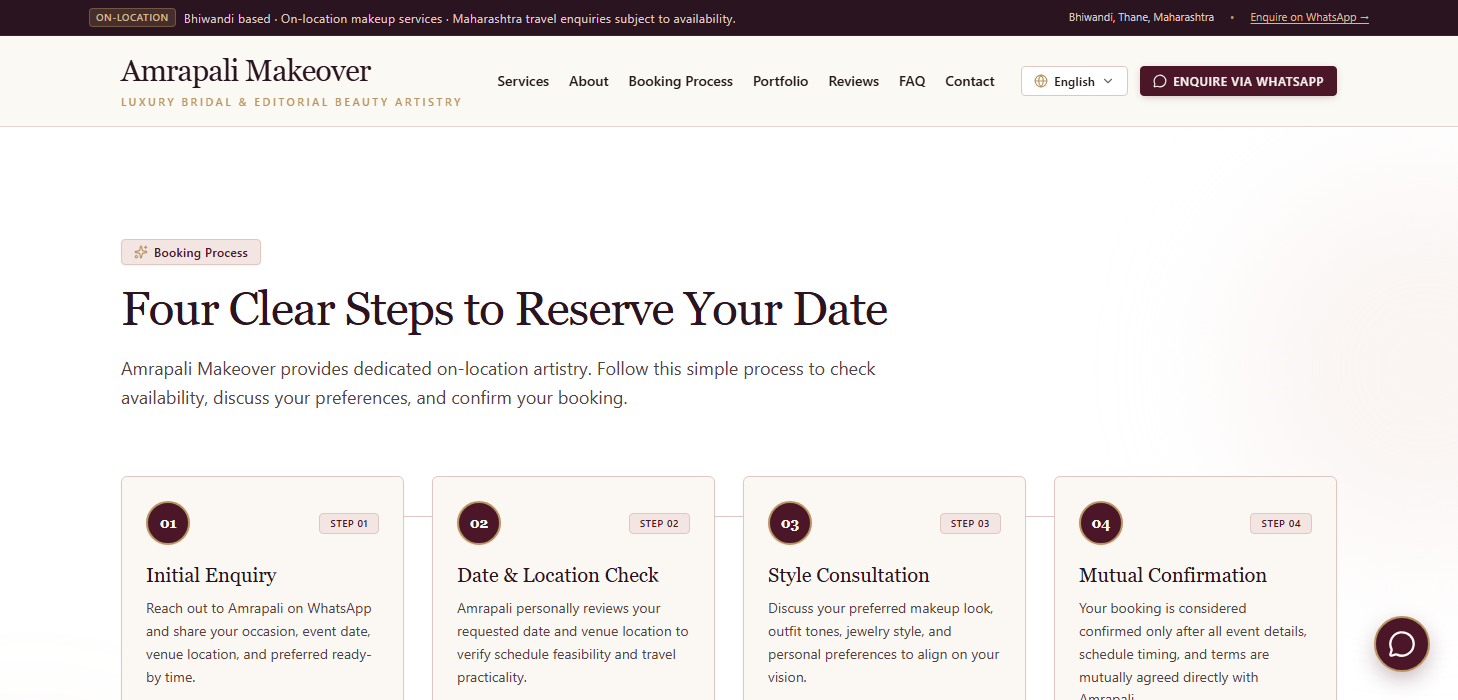 ON-LOCATION Bhiwandi based · On-location makeup services · Maharashtra travel enquiries subject to availability. Bhiwandi, Thane, Maharashtra • Enquire on WhatsApp →
Amrapali Makeover
LUXURY BRIDAL & EDITORIAL BEAUTY ARTISTRY
Services About Booking Process Portfolio Reviews FAQ Contact English ENQUIRE VIA WHATSAPP
Booking Process
Four Clear Steps to Reserve Your Date
Amrapali Makeover provides dedicated on-location artistry. Follow this simple process to check
availability, discuss your preferences, and confirm your booking.
01 STEP 01
Initial Enquiry
Reach out to Amrapali on WhatsApp
and share your occasion, event date,
venue location, and preferred ready-
by time.
02 STEP 02
Date & Location Check
Amrapali personally reviews your
requested date and venue location to
verify schedule feasibility and travel
practicality.
03 STEP 03
Style Consultation
Discuss your preferred makeup look,
outfit tones, jewelry style, and
personal preferences to align on your
vision.
04 STEP 04
Mutual Confirmation
Your booking is considered
confirmed only after all event details,
schedule timing, and terms are
mutually agreed directly with
Amrapali.